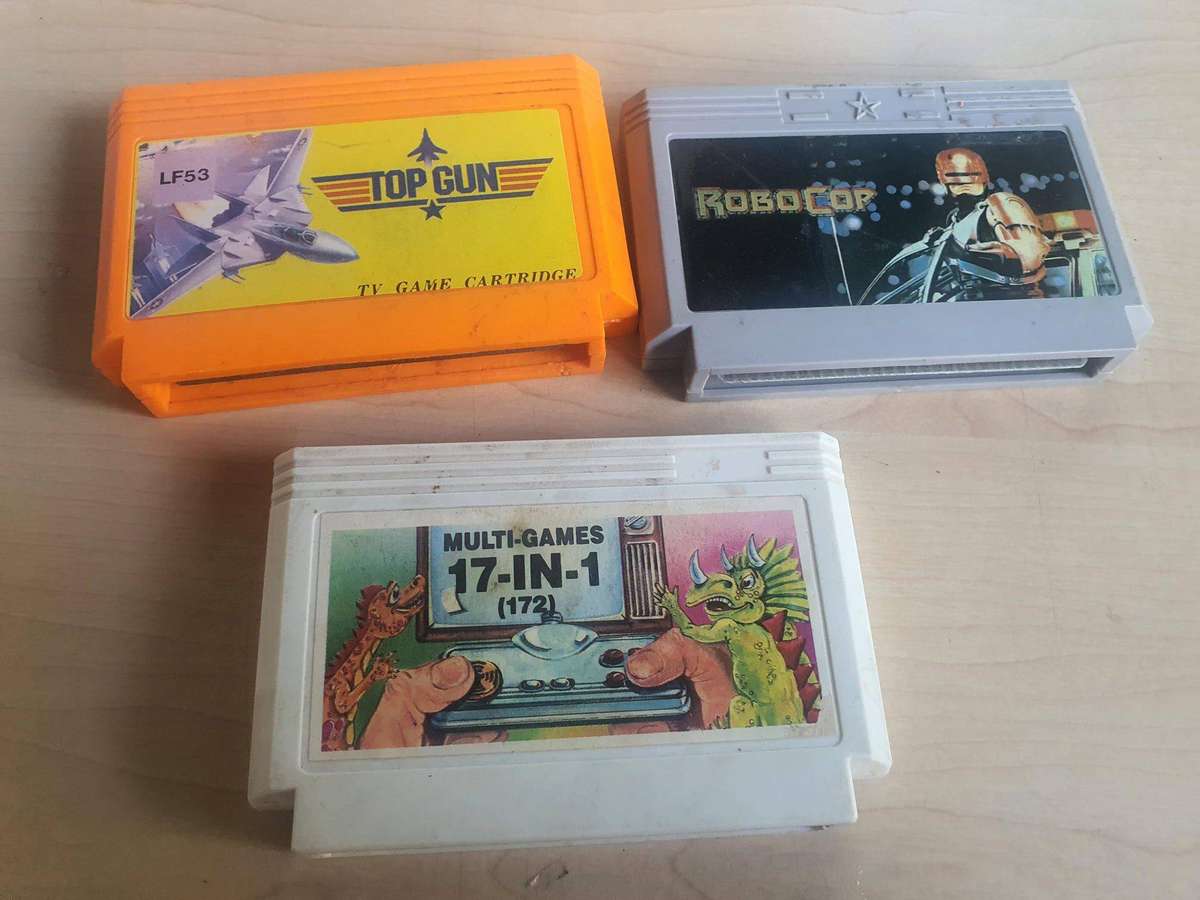 LF53
TOP GUN
TV GAME CARTRIDGE
ROBOCOP
MULTI-GAMES
17-IN-1
(172)